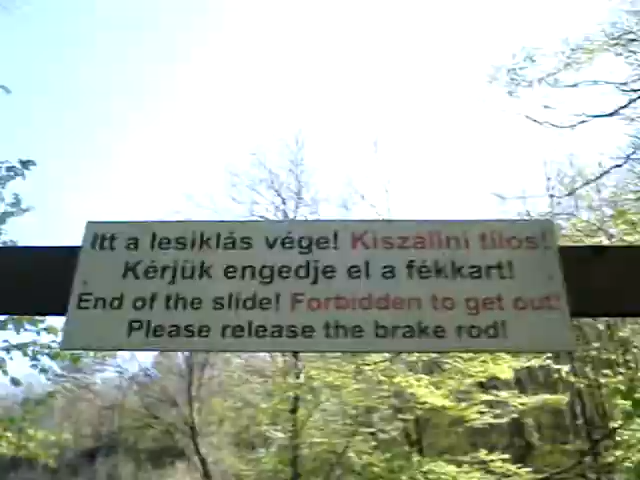 Itt a lesiklás vége! Kiszállni tilos!
Kérjük engedje el a fékkart!
End of the slide! Forbidden to get out!
Please release the brake rod!